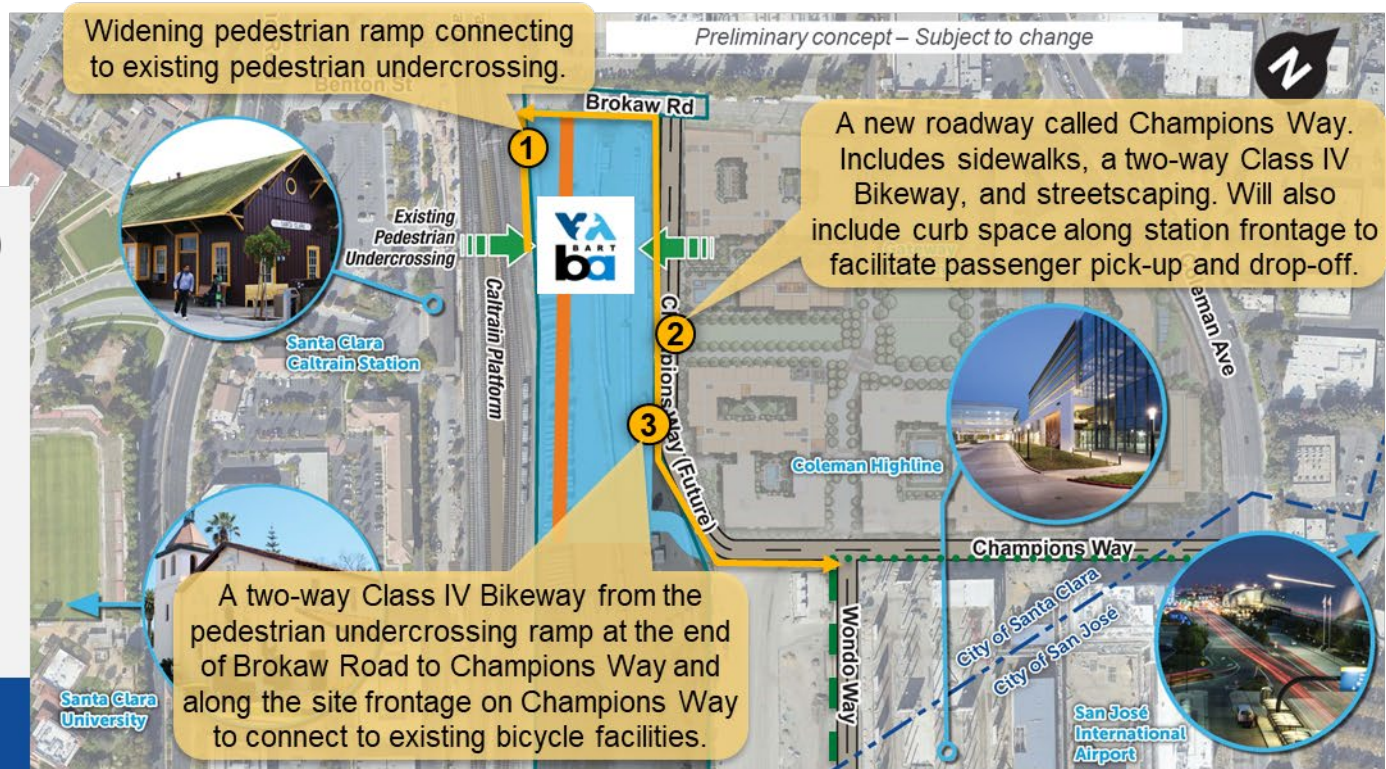 Widening pedestrian ramp connecting
to existing pedestrian undercrossing.
Preliminary concept – Subject to change
N
Benton St
Brokaw Rd
1
A new roadway called Champions Way.
Includes sidewalks, a two-way Class IV
Bikeway, and streetscaping. Will also
include curb space along station frontage to
facilitate passenger pick-up and drop-off.
Existing
Pedestrian
Undercrossing
VTA
BART
ba
Caltrain Platform
Santa Clara
Caltrain Station
2
3
Champions Way (Future)
Coleman Ave
Coleman Highline
Champions Way
A two-way Class IV Bikeway from the
pedestrian undercrossing ramp at the end
of Brokaw Road to Champions Way and
along the site frontage on Champions Way
to connect to existing bicycle facilities.
Wondo Way
City of Santa Clara
City of San José
Santa Clara
University
San José
International
Airport